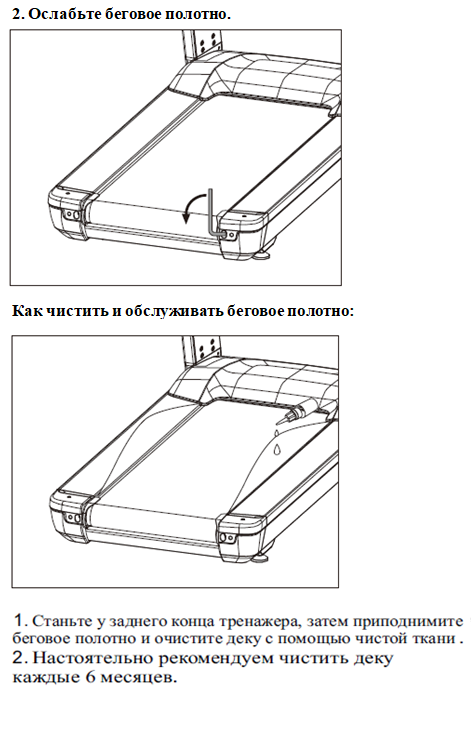 2. Ослабьте беговое полотно.
Как чистить и обслуживать беговое полотно:
1. Станьте у заднего конца тренажера, затем приподнимите
беговое полотно и очистите деку с помощью чистой ткани .
2. Настоятельно рекомендуем чистить деку
каждые 6 месяцев.